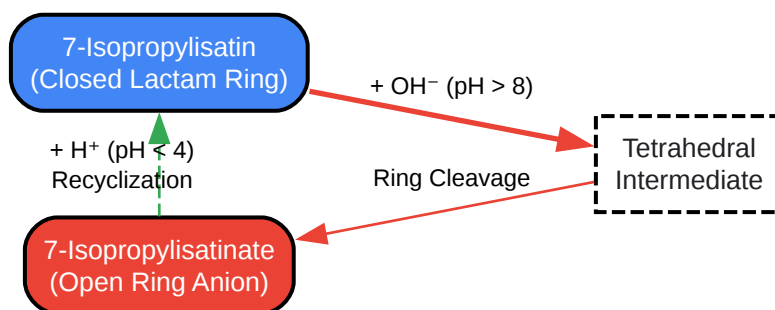 7-Isopropylisatin
(Closed Lactam Ring)
+ OH⁻ (pH > 8)
+ H⁺ (pH < 4)
Recyclization
Tetrahedral
Intermediate
Ring Cleavage
7-Isopropylisatinate
(Open Ring Anion)